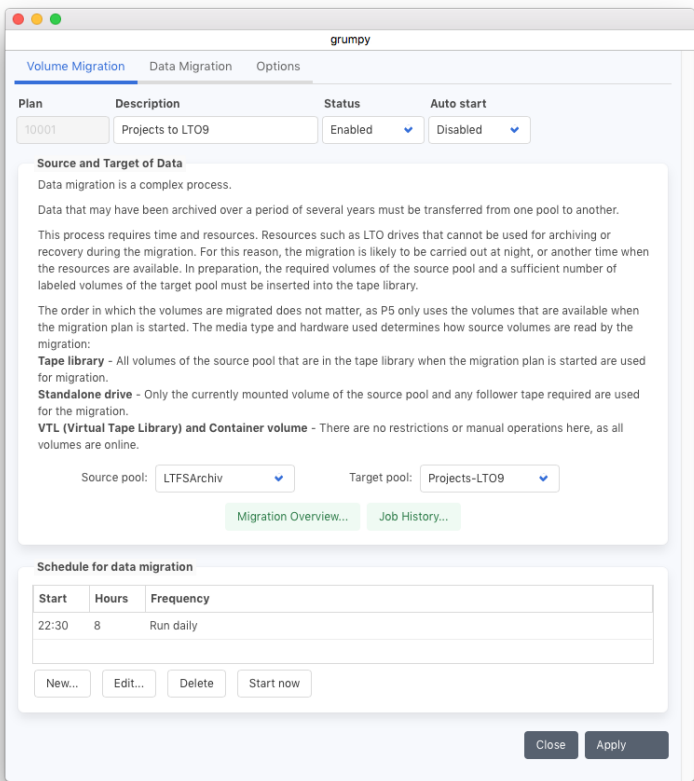 grumpy
Volume Migration Data Migration Options
Plan Description Status Auto start
10001 Projects to LTO9 Enabled Disabled
Source and Target of Data
Data migration is a complex process.
Data that may have been archived over a period of several years must be transferred from one pool to another.
This process requires time and resources. Resources such as LTO drives that cannot be used for archiving or
recovery during the migration. For this reason, the migration is likely to be carried out at night, or another time when
the resources are available. In preparation, the required volumes of the source pool and a sufficient number of
labeled volumes of the target pool must be inserted into the tape library.
The order in which the volumes are migrated does not matter, as P5 only uses the volumes that are available when
the migration plan is started. The media type and hardware used determines how source volumes are read by the
migration:
Tape library - All volumes of the source pool that are in the tape library when the migration plan is started are used
for migration.
Standalone drive - Only the currently mounted volume of the source pool and any follower tape required are used
for the migration.
VTL (Virtual Tape Library) and Container volume - There are no restrictions or manual operations here, as all
volumes are online.
Source pool: LTFSArchiv Target pool: Projects-LTO9
Migration Overview... Job History...
Schedule for data migration
Start Hours Frequency
22:30 8 Run daily
New... Edit... Delete Start now
Close Apply